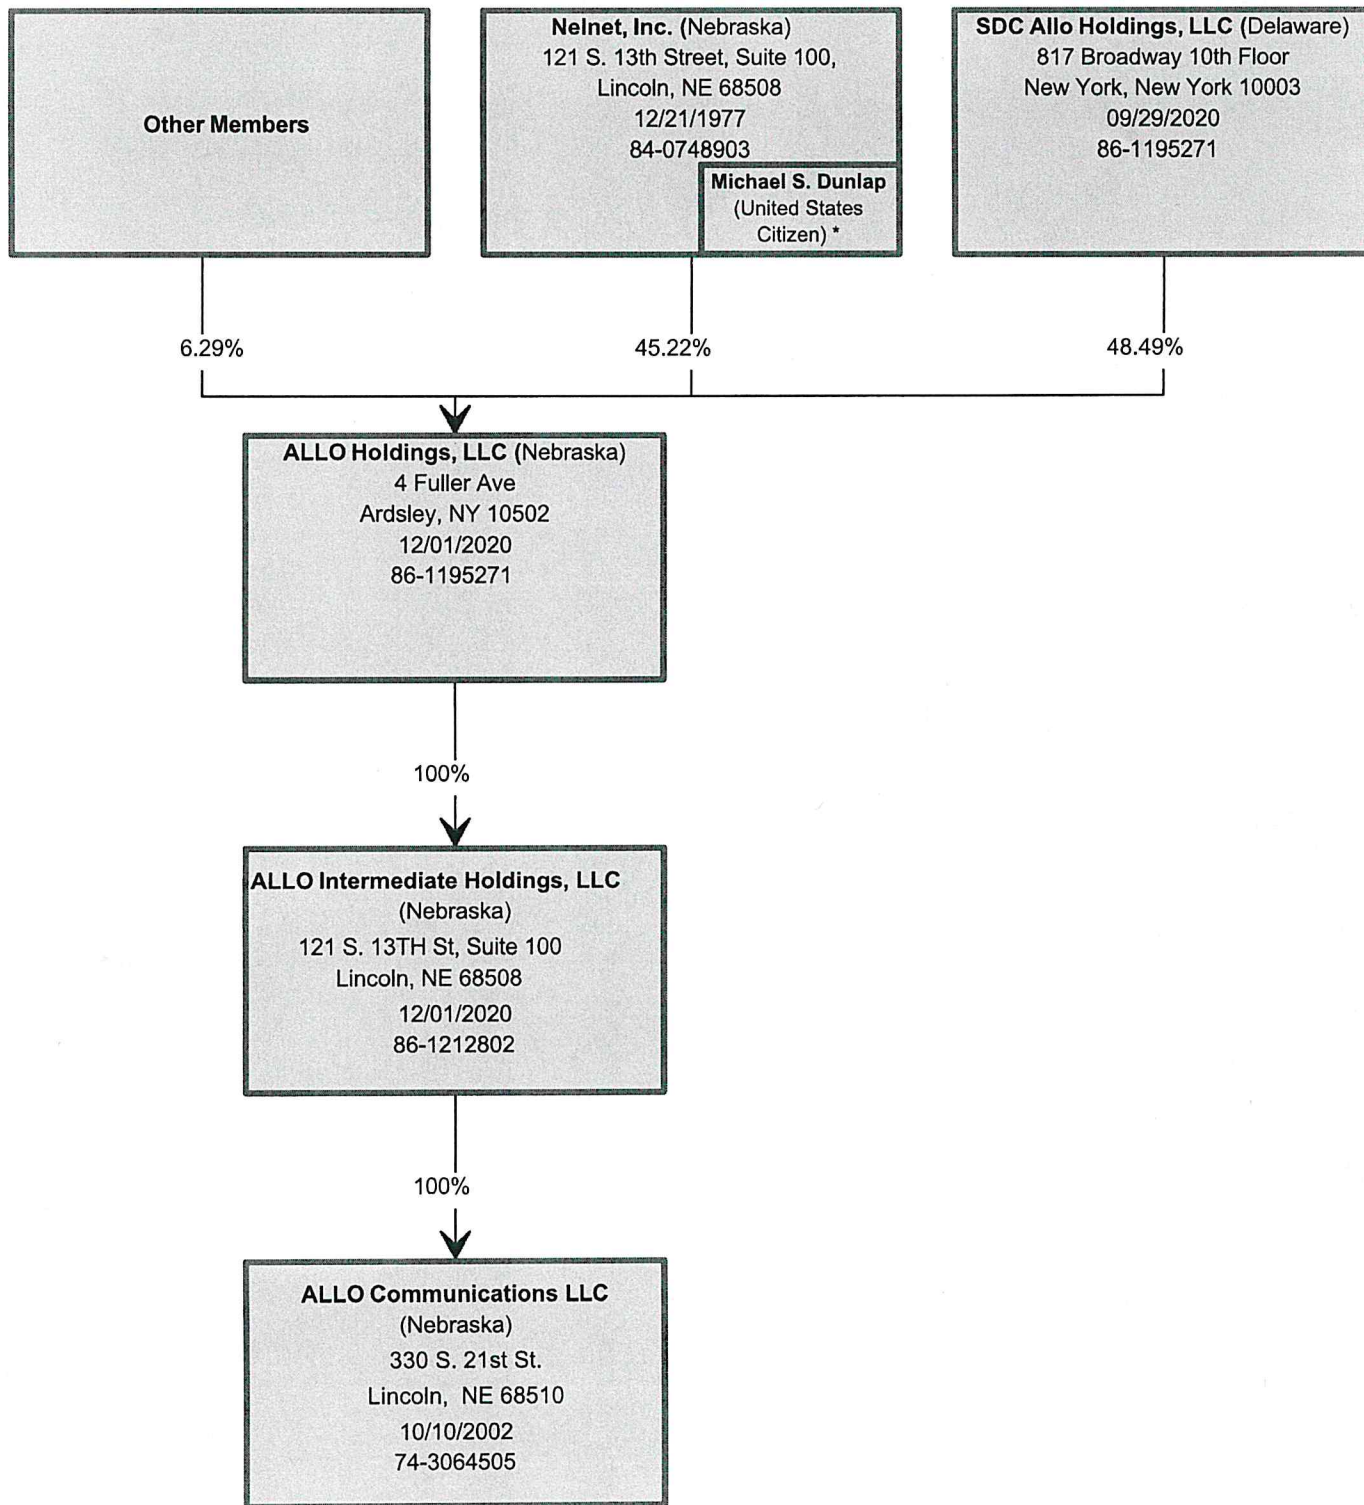 Other Members
Nelnet, Inc. (Nebraska)
121 S. 13th Street, Suite 100,
Lincoln, NE 68508
12/21/1977
84-0748903
Michael S. Dunlap
(United States
Citizen) *
SDC Allo Holdings, LLC (Delaware)
817 Broadway 10th Floor
New York, New York 10003
09/29/2020
86-1195271
6.29%
45.22%
48.49%
ALLO Holdings, LLC (Nebraska)
4 Fuller Ave
Ardsley, NY 10502
12/01/2020
86-1195271
100%
ALLO Intermediate Holdings, LLC
(Nebraska)
121 S. 13TH St, Suite 100
Lincoln, NE 68508
12/01/2020
86-1212802
100%
ALLO Communications LLC
(Nebraska)
330 S. 21st St.
Lincoln, NE 68510
10/10/2002
74-3064505